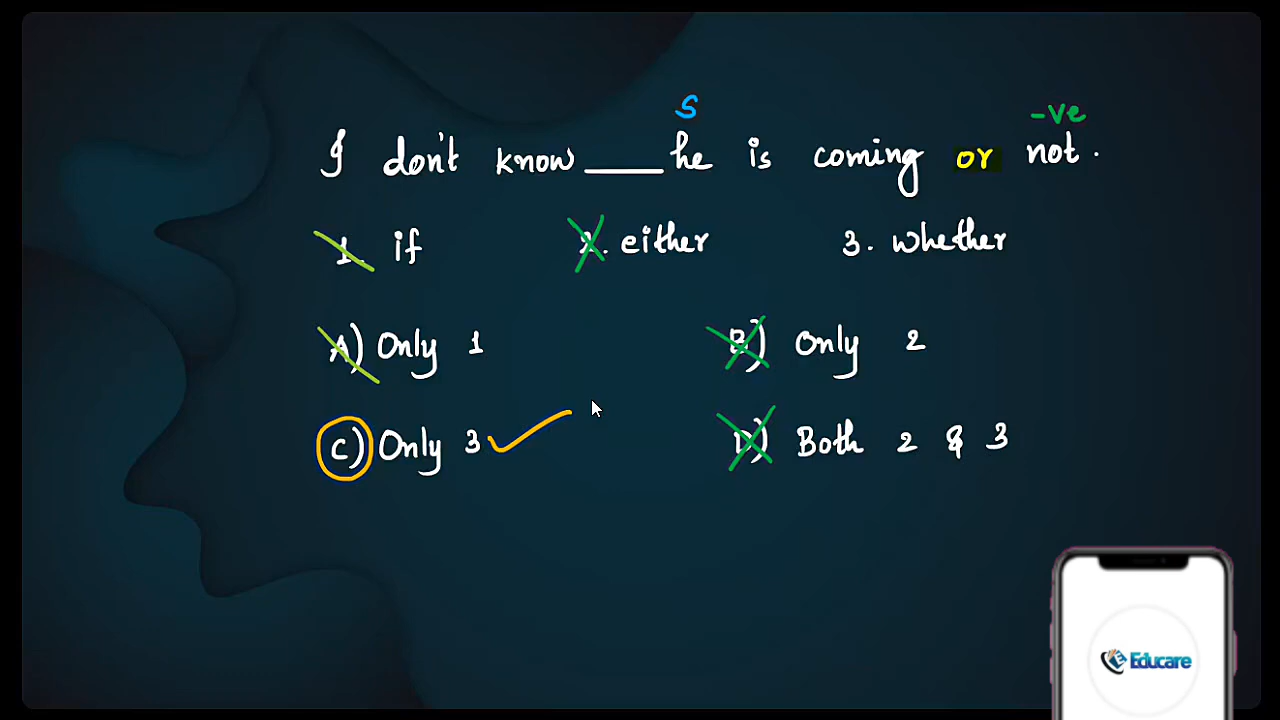 S -ve
I don't know ____ he is coming or not.
1. if 2. either 3. whether
A) Only 1 B) Only 2
C) Only 3 D) Both 2 & 3
Educare